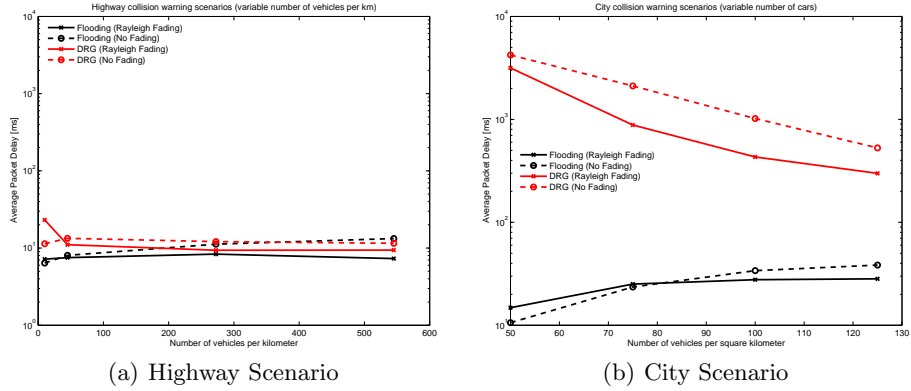 Highway collision warning scenarios (variable number of vehicles per km)
10^4
10^3
10^2
10^1
10^0
Average Packet Delay [ms]
Flooding (Rayleigh Fading)
Flooding (No Fading)
DRG (Rayleigh Fading)
DRG (No Fading)
0 100 200 300 400 500 600
Number of vehicles per kilometer
(a) Highway Scenario
City collision warning scenarios (variable number of cars)
10^4
10^3
10^2
10^1
Average Packet Delay [ms]
Flooding (Rayleigh Fading)
Flooding (No Fading)
DRG (Rayleigh Fading)
DRG (No Fading)
50 60 70 80 90 100 110 120 130
Number of vehicles per square kilometer
(b) City Scenario